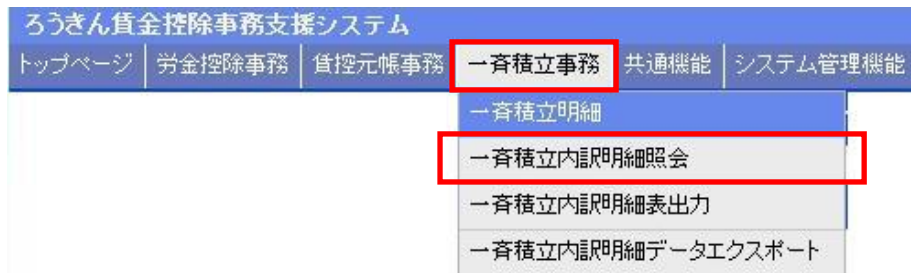 ろうきん賃金控除事務支援システム
トップページ 労金控除事務 賃控元帳事務 一斉積立事務 共通機能 システム管理機能
一斉積立明細
一斉積立内訳明細照会
一斉積立内訳明細表出力
一斉積立内訳明細データエクスポート